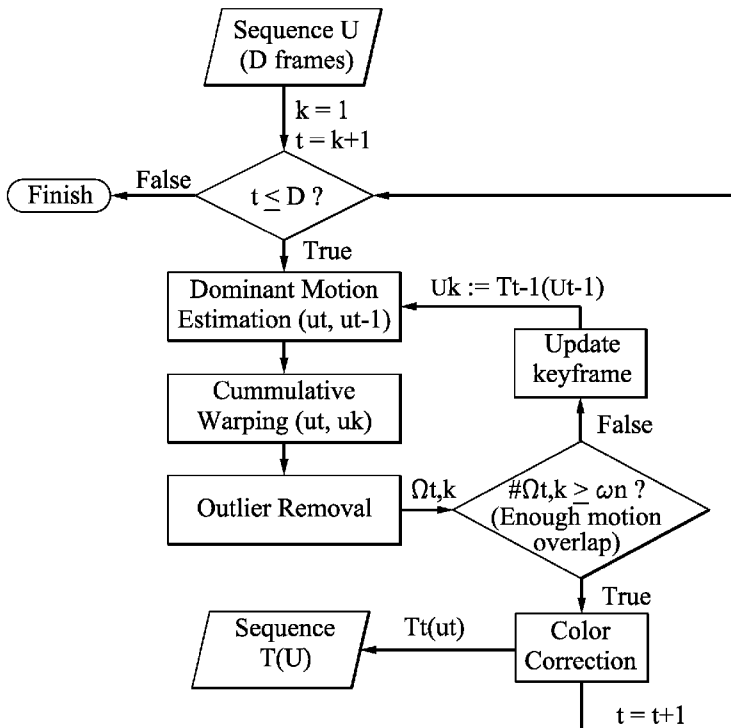 Sequence U
(D frames)
k = 1
t = k+1
Finish
False
t ≤ D ?
True
Dominant Motion
Estimation (ut, ut-1)
Uk := Tt-1(Ut-1)
Update
keyframe
Cummulative
Warping (ut, uk)
False
Outlier Removal
Ωt,k
#Ωt,k ≥ ωn ?
(Enough motion
overlap)
True
Sequence
T(U)
Tt(ut)
Color
Correction
t = t+1